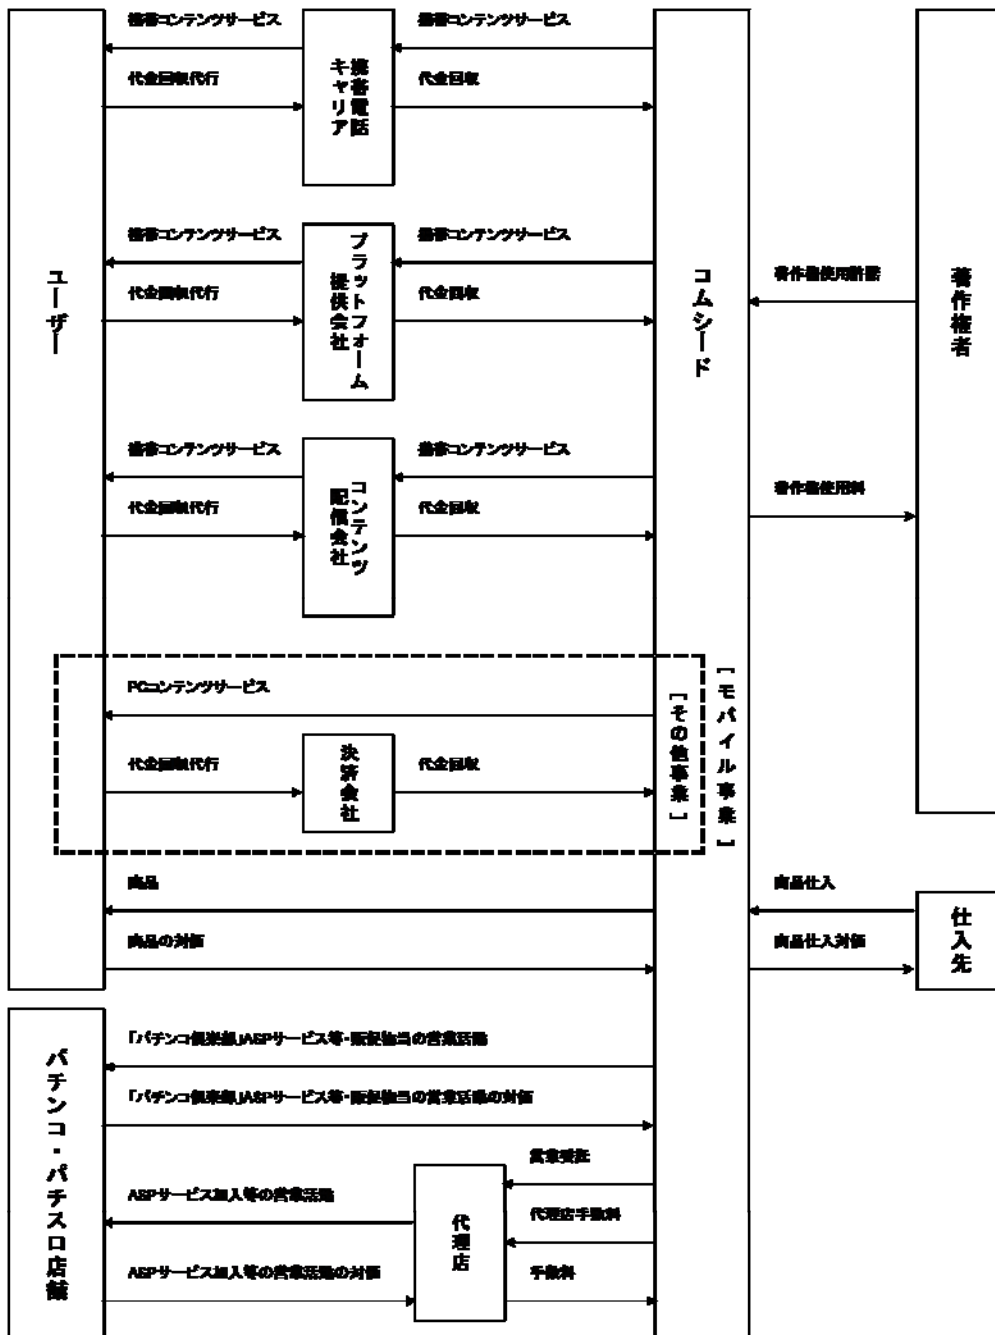 ユーザー
携帯コンテンツサービス
代金回収代行
携帯電話
キャリア
携帯コンテンツサービス
代金回収
携帯コンテンツサービス
代金回収代行
プラットフォーム
提供会社
携帯コンテンツサービス
代金回収
携帯コンテンツサービス
代金回収代行
コンテンツ
配信会社
携帯コンテンツサービス
代金回収
コムシード
著作権使用許諾
著作権使用料
著作権者
PCコンテンツサービス
代金回収代行
決済会社
代金回収
[その他事業]
[モバイル事業]
商品
商品の対価
商品仕入
商品仕入対価
仕入先
パチンコ・パチスロ店舗
「パチンコ倶楽部」ASPサービス等・販促物当の営業活動
「パチンコ倶楽部」ASPサービス等・販促物当の営業活動の対価
営業委託
代理店手数料
手数料
代理店
ASPサービス加入等の営業活動
ASPサービス加入等の営業活動の対価